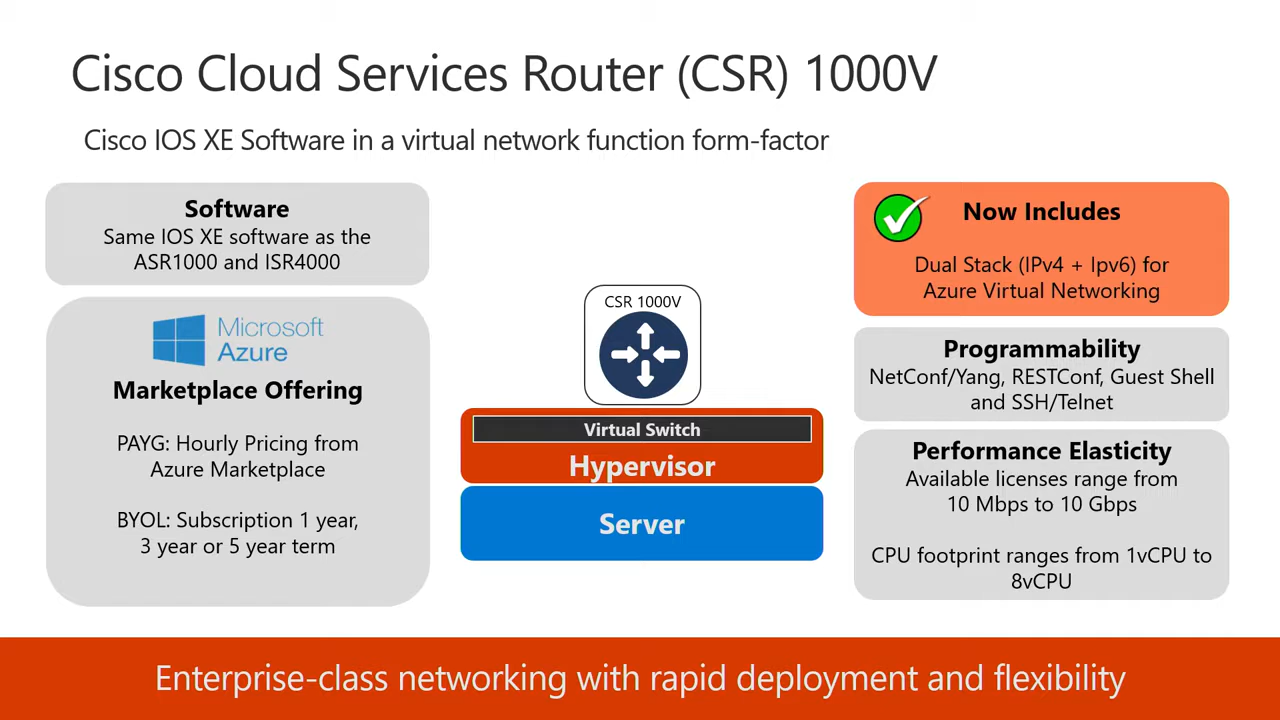 Cisco Cloud Services Router (CSR) 1000V
Cisco IOS XE Software in a virtual network function form-factor
Software
Same IOS XE software as the
ASR1000 and ISR4000
Microsoft
Azure
Marketplace Offering
PAYG: Hourly Pricing from
Azure Marketplace
BYOL: Subscription 1 year,
3 year or 5 year term
CSR 1000V
Virtual Switch
Hypervisor
Server
Now Includes
Dual Stack (IPv4 + Ipv6) for
Azure Virtual Networking
Programmability
NetConf/Yang, RESTConf, Guest Shell
and SSH/Telnet
Performance Elasticity
Available licenses range from
10 Mbps to 10 Gbps
CPU footprint ranges from 1vCPU to
8vCPU
Enterprise-class networking with rapid deployment and flexibility